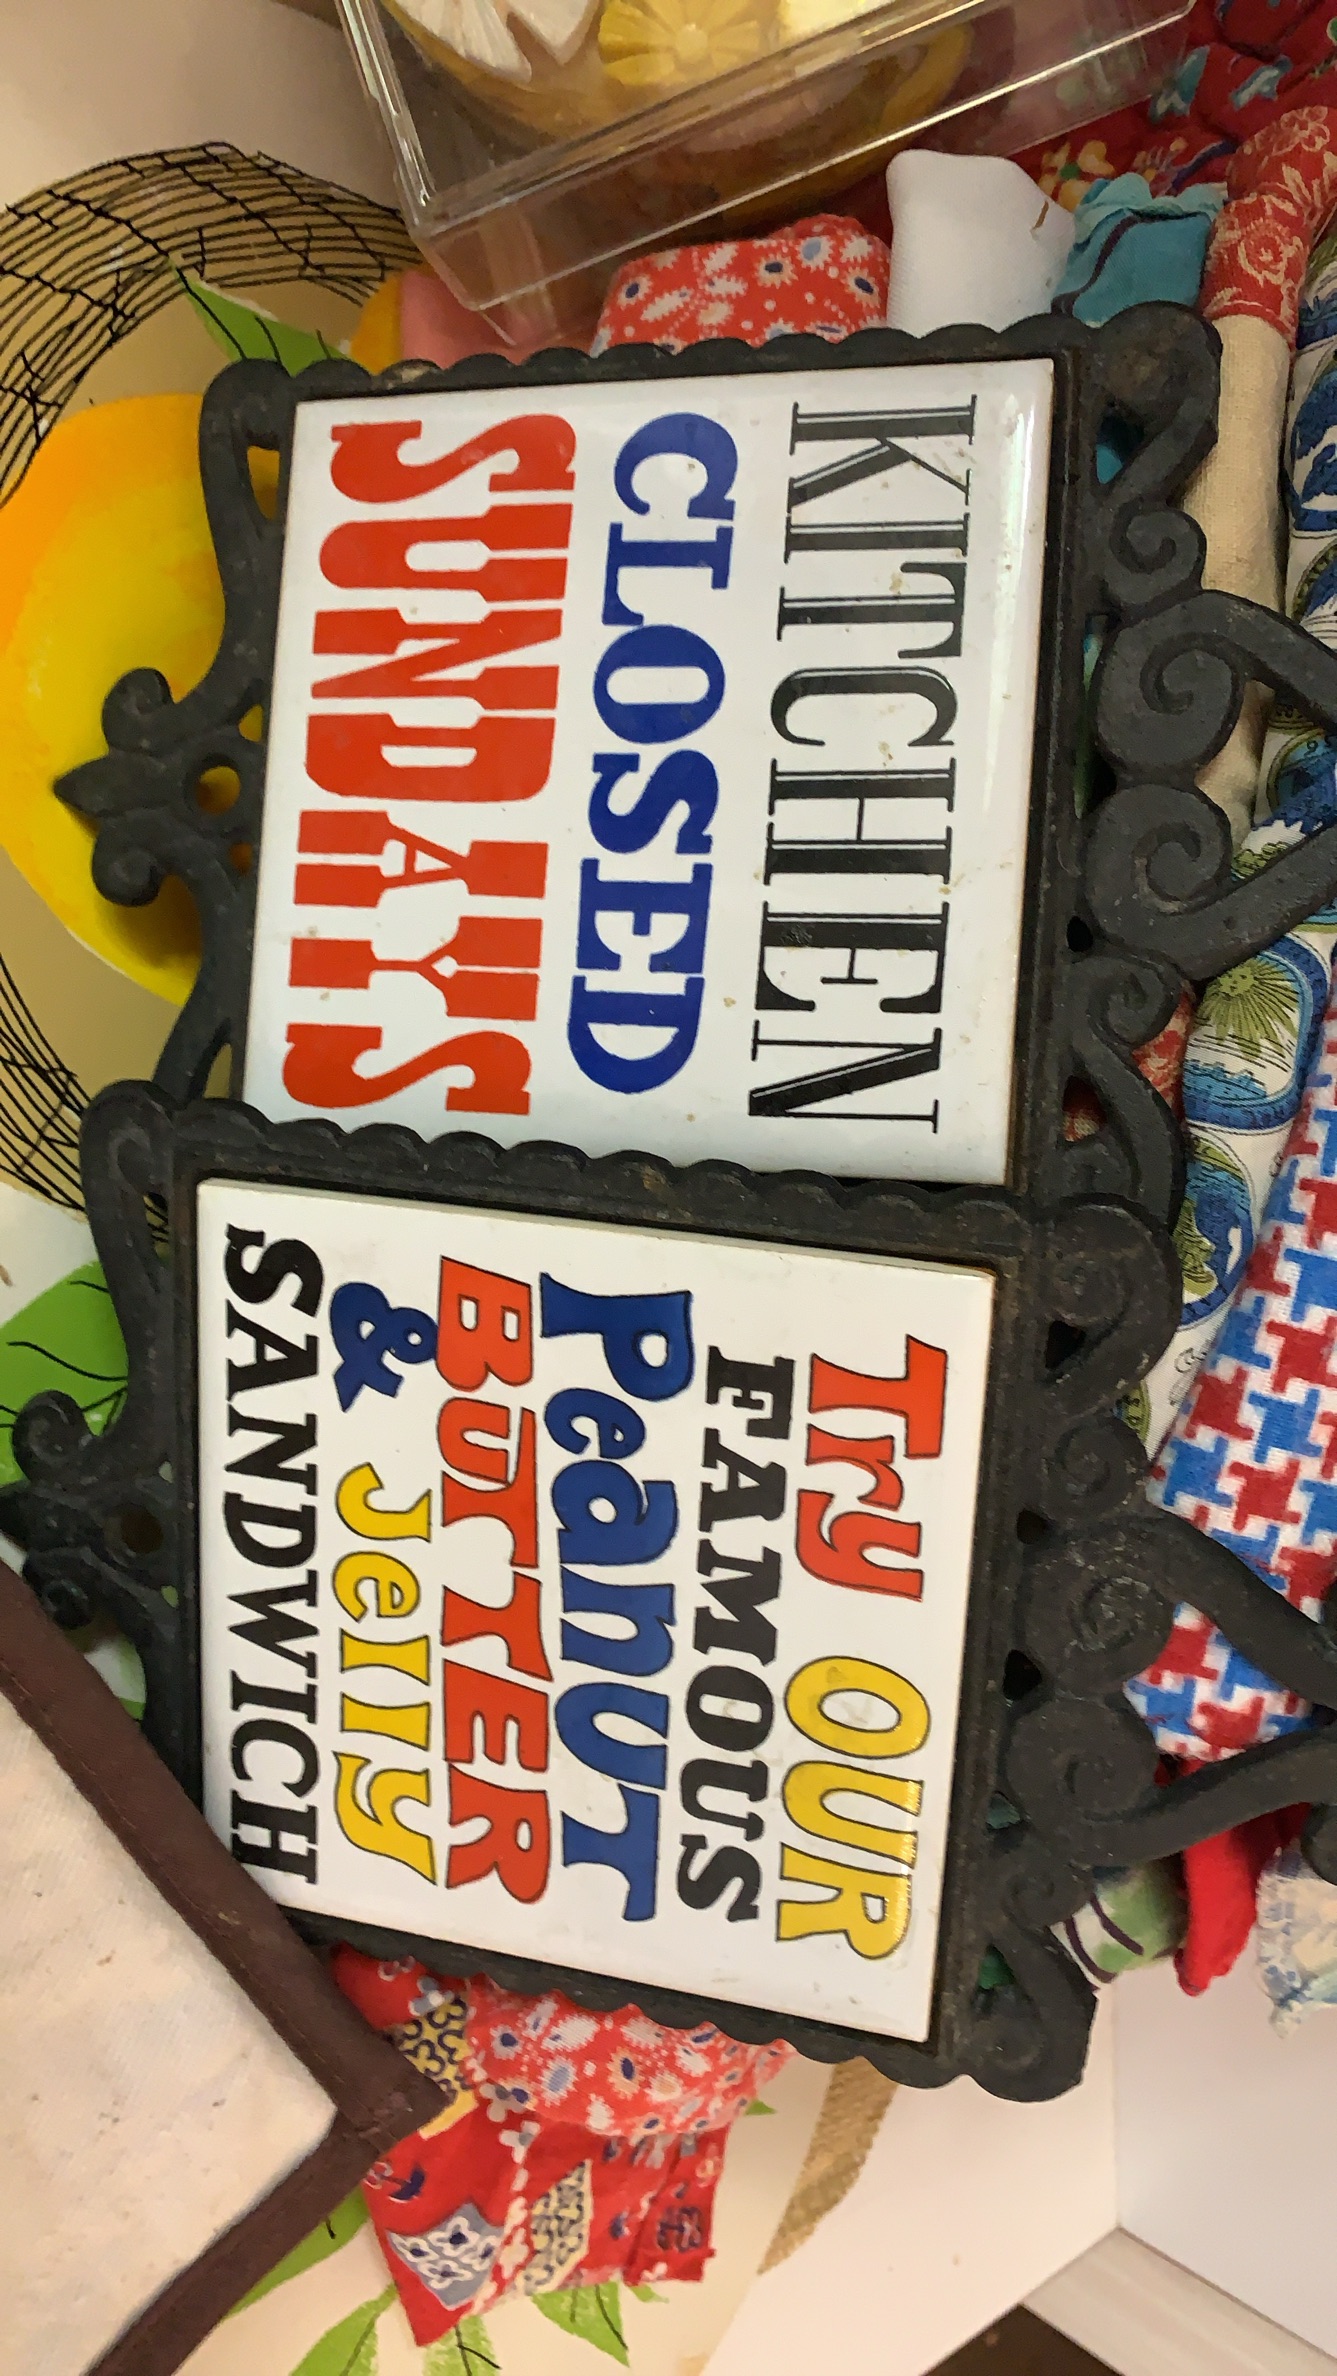 KITCHEN
CLOSED
SUNDAYS
Try OUR
FAMOUS
PeanUT
BUTTER
& Jelly
SANDWICH